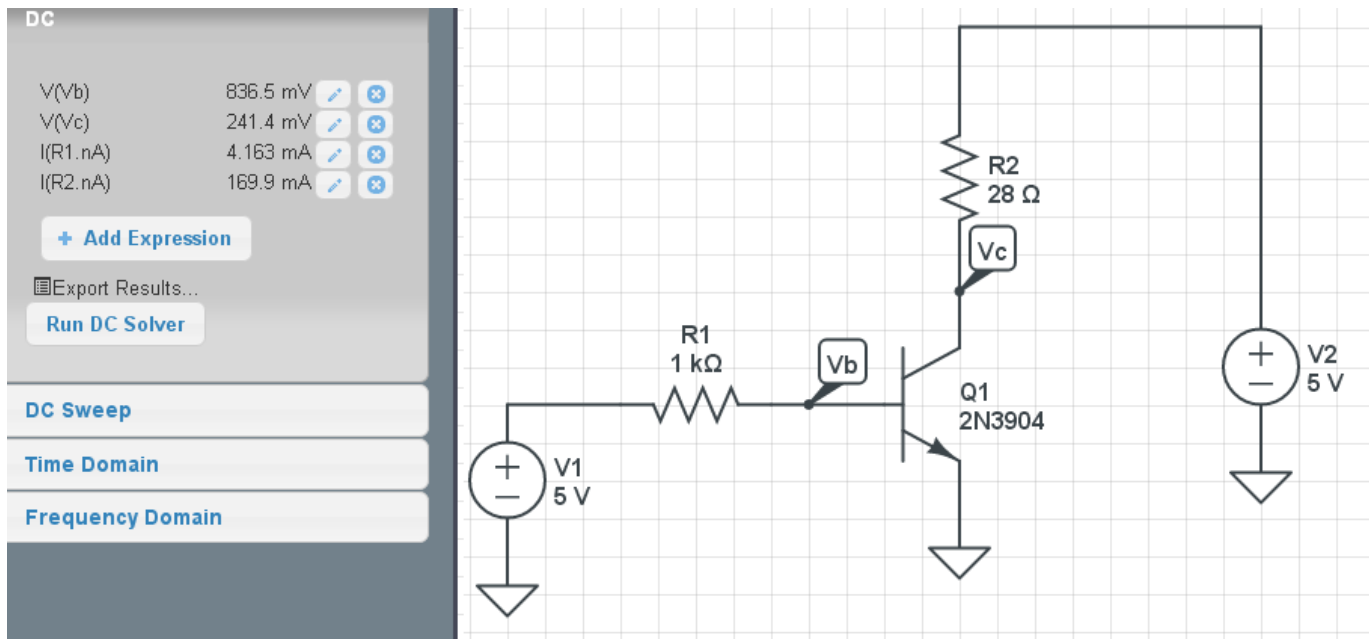 DC
V(Vb) 836.5 mV
V(Vc) 241.4 mV
I(R1.nA) 4.163 mA
I(R2.nA) 169.9 mA
+ Add Expression
Export Results...
Run DC Solver
DC Sweep
Time Domain
Frequency Domain
R2
28 Ω
Vc
R1
1 kΩ
Vb
Q1
2N3904
V1
5 V
V2
5 V